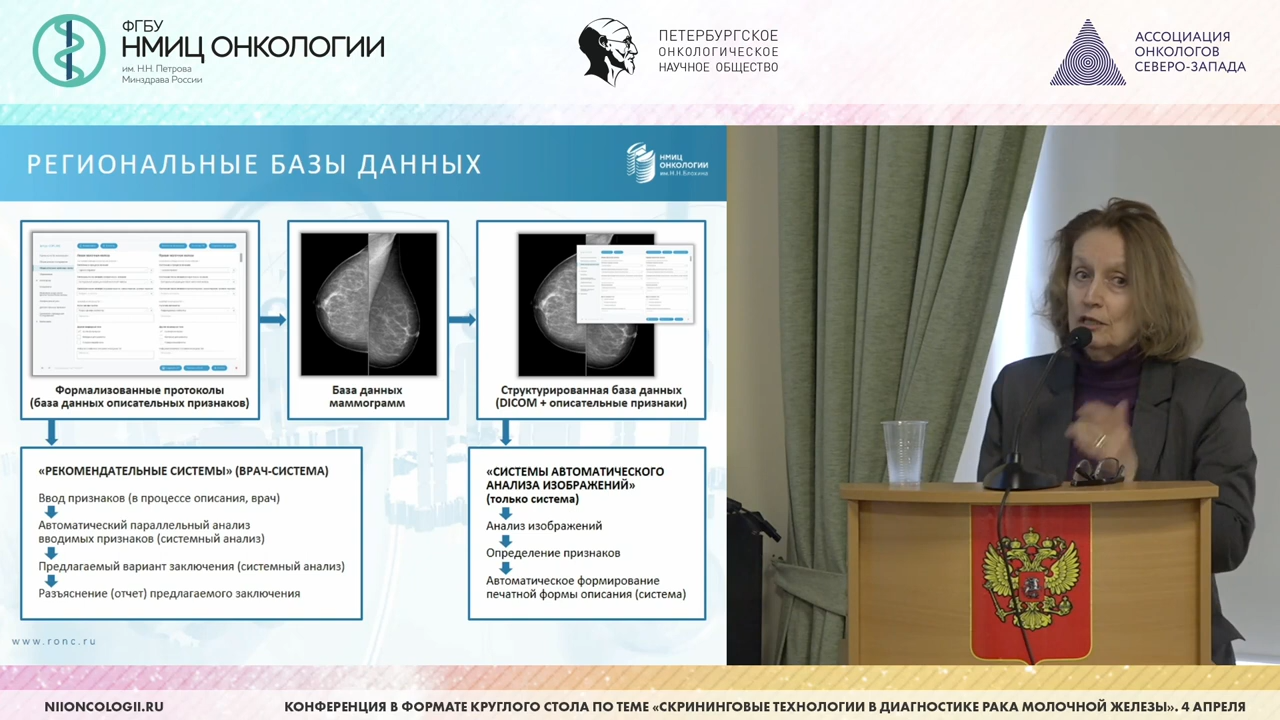 ФГБУ
НМИЦ ОНКОЛОГИИ
им. Н.Н. Петрова
Минздрава России
ПЕТЕРБУРГСКОЕ
ОНКОЛОГИЧЕСКОЕ
НАУЧНОЕ ОБЩЕСТВО
АССОЦИАЦИЯ
ОНКОЛОГОВ
СЕВЕРО-ЗАПАДА
РЕГИОНАЛЬНЫЕ БАЗЫ ДАННЫХ
НМИЦ
ОНКОЛОГИИ
им. Н.Н.Блохина
Формализованные протоколы
(база данных описательных признаков)
База данных
маммограмм
Структурированная база данных
(DICOM + описательные признаки)
«РЕКОМЕНДАТЕЛЬНЫЕ СИСТЕМЫ» (ВРАЧ-СИСТЕМА)
Ввод признаков (в процессе описания, врач)
Автоматический параллельный анализ
вводимых признаков (системный анализ)
Предлагаемый вариант заключения (системный анализ)
Разъяснение (отчет) предлагаемого заключения
«СИСТЕМЫ АВТОМАТИЧЕСКОГО
АНАЛИЗА ИЗОБРАЖЕНИЙ»
(только система)
Анализ изображений
Определение признаков
Автоматическое формирование
печатной формы описания (система)
www.ronc.ru
NIIONCOLOGII.RU
КОНФЕРЕНЦИЯ В ФОРМАТЕ КРУГЛОГО СТОЛА ПО ТЕМЕ «СКРИНИНГОВЫЕ ТЕХНОЛОГИИ В ДИАГНОСТИКЕ РАКА МОЛОЧНОЙ ЖЕЛЕЗЫ». 4 АПРЕЛЯ